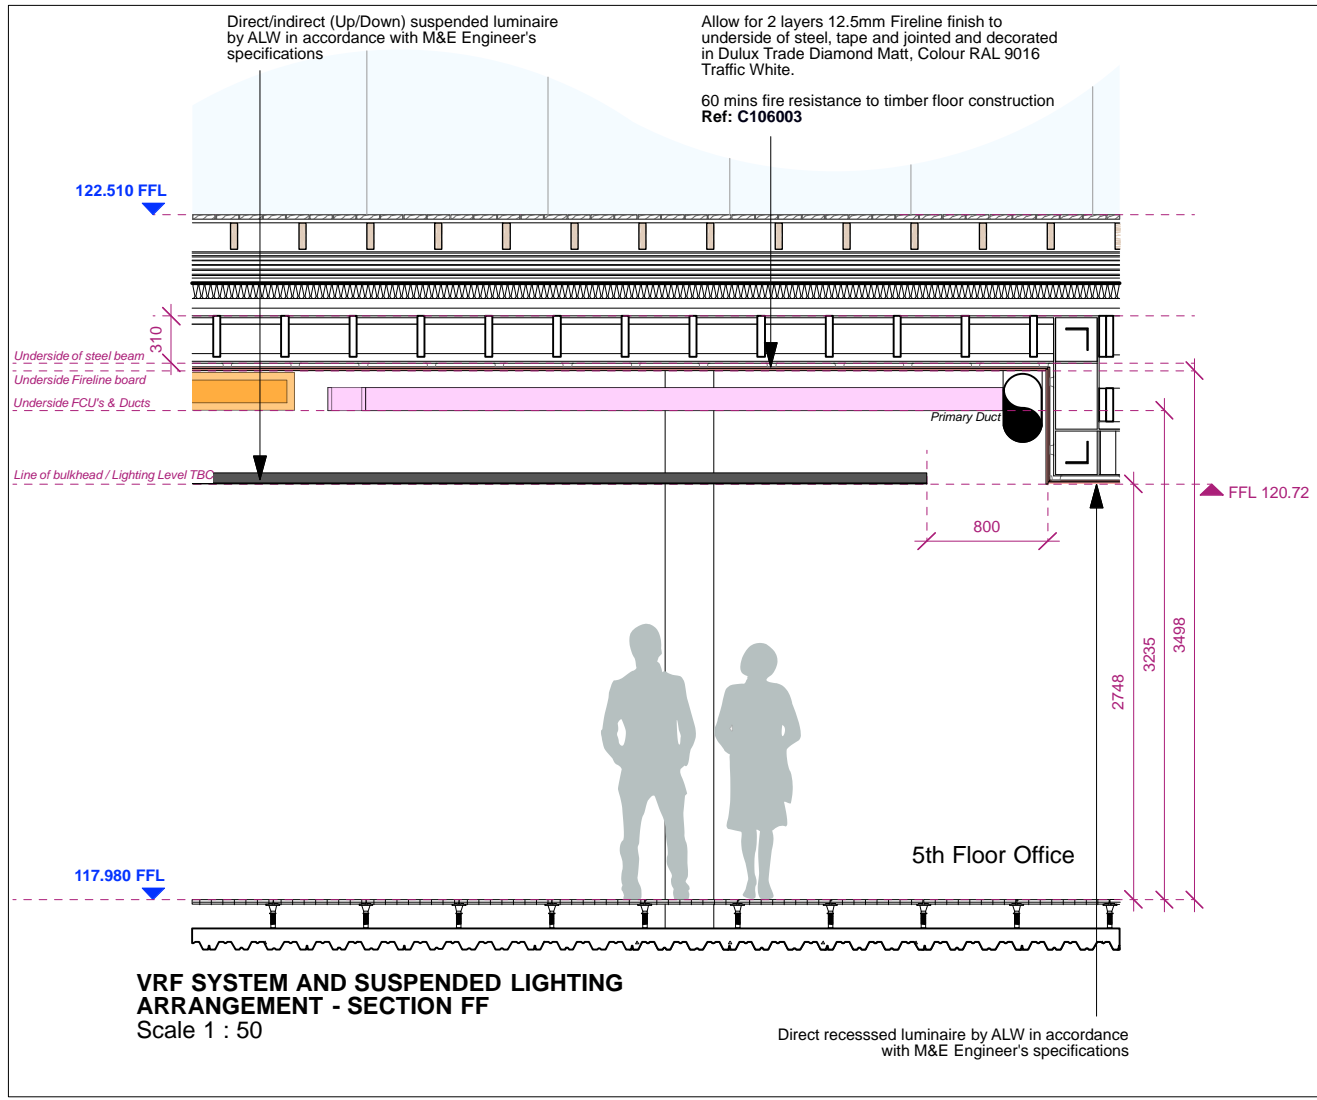 Direct/indirect (Up/Down) suspended luminaire
by ALW in accordance with M&E Engineer's
specifications
Allow for 2 layers 12.5mm Fireline finish to
underside of steel, tape and jointed and decorated
in Dulux Trade Diamond Matt, Colour RAL 9016
Traffic White.
60 mins fire resistance to timber floor construction
Ref: C106003
122.510 FFL
310
Underside of steel beam
Underside Fireline board
Underside FCU's & Ducts
Primary Duct
Line of bulkhead / Lighting Level TBC
FFL 120.72
800
3498
3235
2748
5th Floor Office
117.980 FFL
VRF SYSTEM AND SUSPENDED LIGHTING
ARRANGEMENT - SECTION FF
Scale 1 : 50
Direct recesssed luminaire by ALW in accordance
with M&E Engineer's specifications